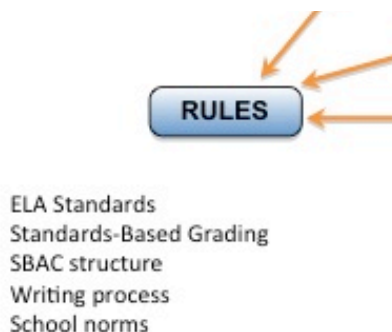 RULES
ELA Standards
Standards-Based Grading
SBAC structure
Writing process
School norms